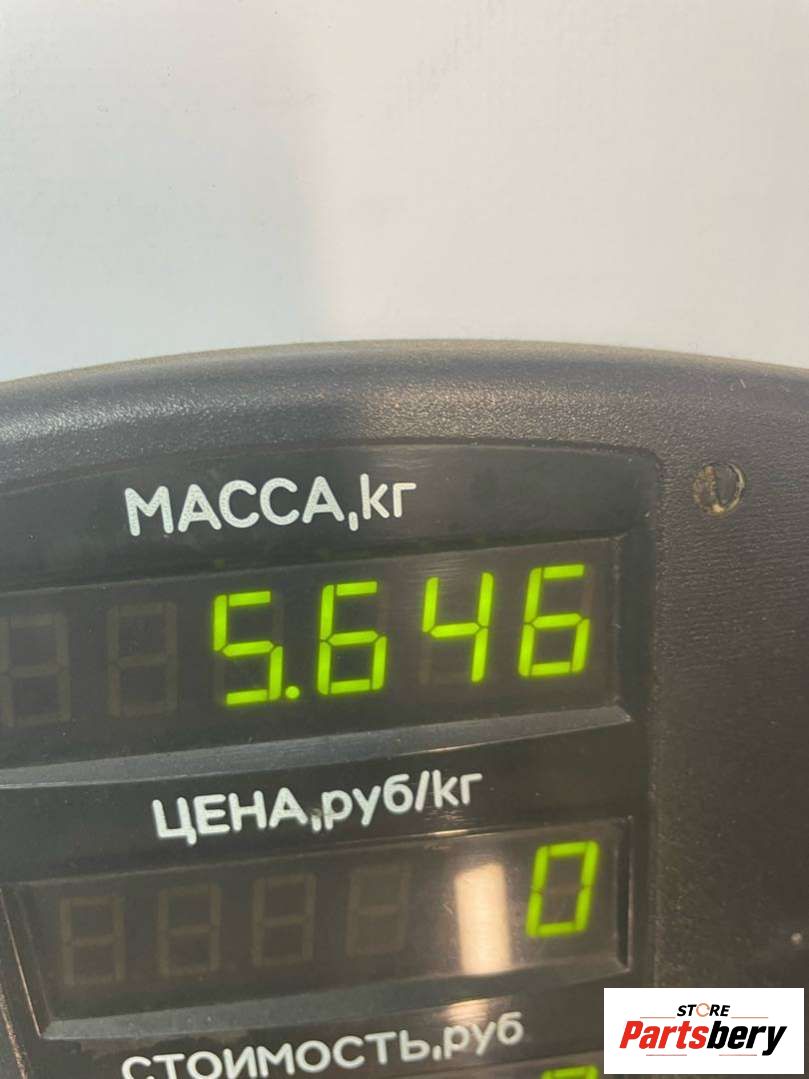 МАССА,кг
5.646
ЦЕНА,руб/кг
0
СТОИМОСТЬ,руб
STORE
Partsbery